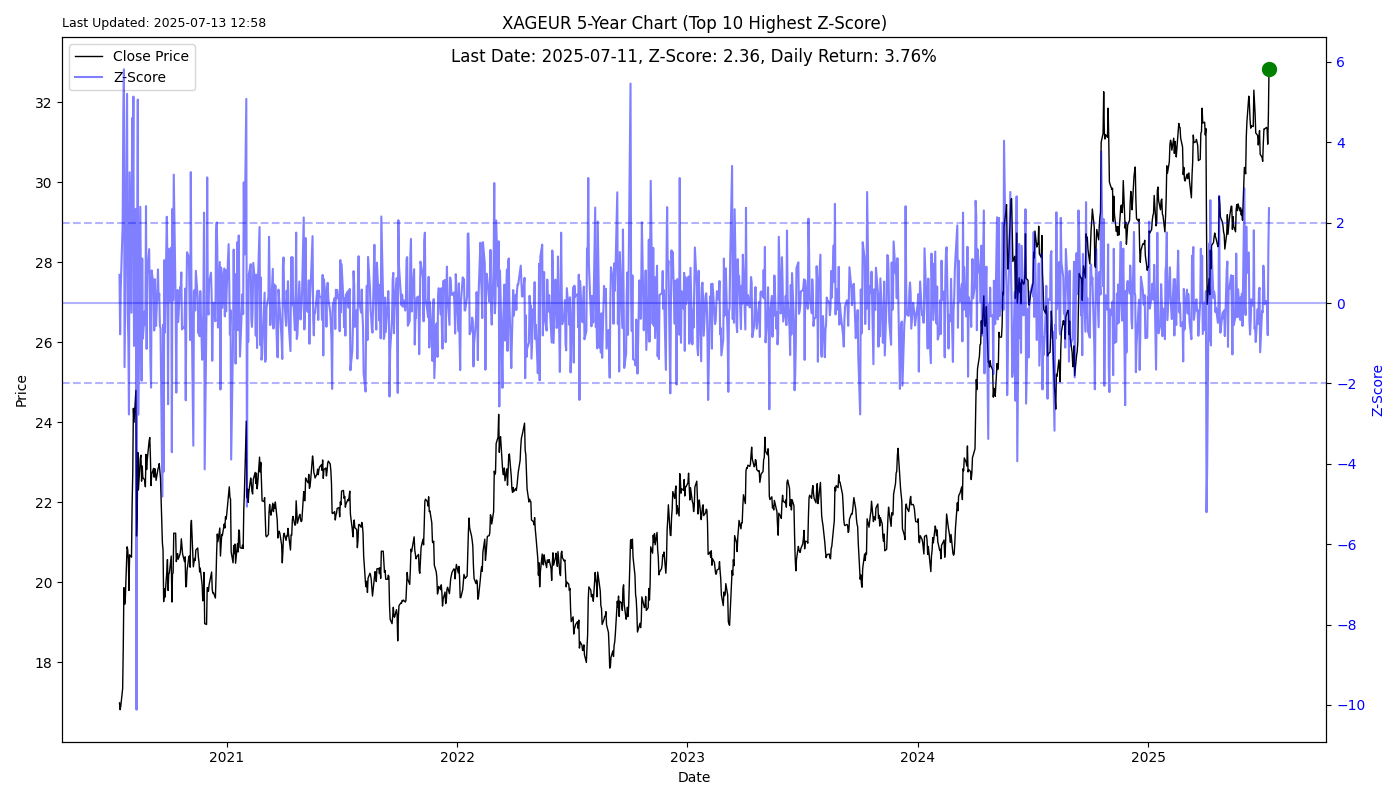 Last Updated: 2025-07-13 12:58
XAGEUR 5-Year Chart (Top 10 Highest Z-Score)
Last Date: 2025-07-11, Z-Score: 2.36, Daily Return: 3.76%
Close Price
Z-Score
Price
32
30
28
26
24
22
20
18
6
4
2
0
−2
−4
−6
−8
−10
Z-Score
2021
2022
2023
2024
2025
Date